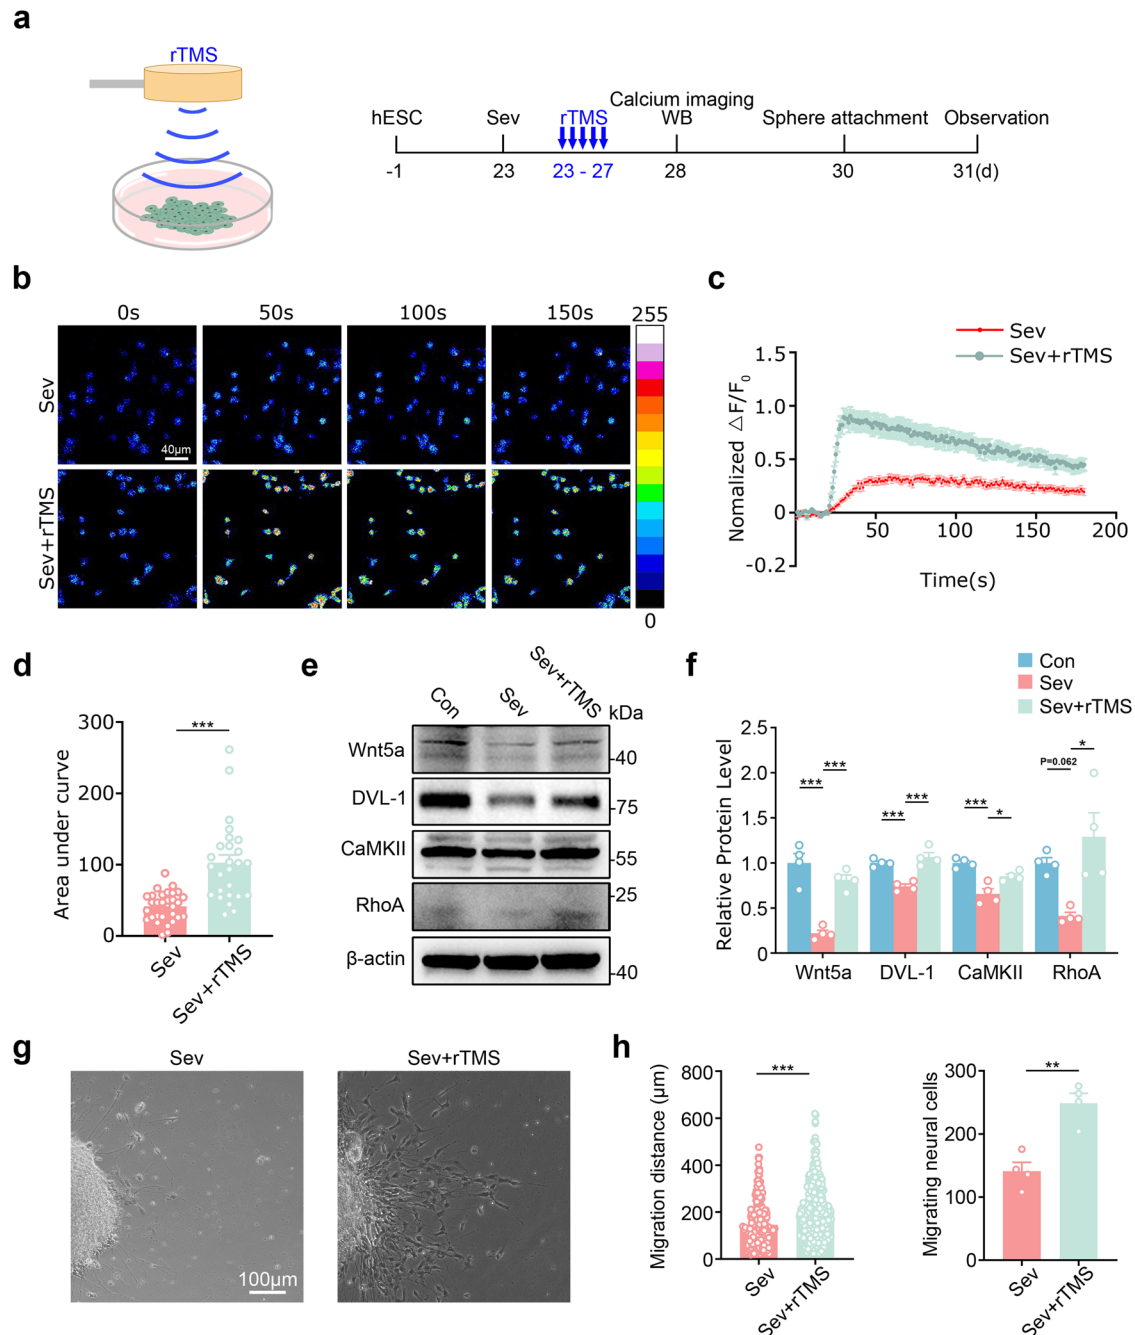 a
rTMS
hESC
Sev
rTMS
Calcium imaging
WB
Sphere attachment
Observation
-1
23
23 - 27
28
30
31(d)
b
0s
50s
100s
150s
255
Sev
40μm
Sev+rTMS
0
c
Sev
Sev+rTMS
Nomalized △F/F0
1.5
1.0
0.5
0
-0.2
50
100
150
200
Time(s)
d
Area under curve
300
200
100
0
***
Sev
Sev+rTMS
e
Con
Sev
Sev+rTMS
kDa
Wnt5a
-40
DVL-1
-75
CaMKII
-55
RhoA
-25
β-actin
-40
f
Con
Sev
Sev+rTMS
Relative Protein Level
2.5
2.0
1.5
1.0
0.5
0
*** ***
*** ***
*** *
P=0.062 *
Wnt5a
DVL-1
CaMKII
RhoA
g
Sev
Sev+rTMS
100μm
h
Migration distance (μm)
800
600
400
200
0
***
Sev
Sev+rTMS
Migrating neural cells
300
200
100
0
**
Sev
Sev+rTMS